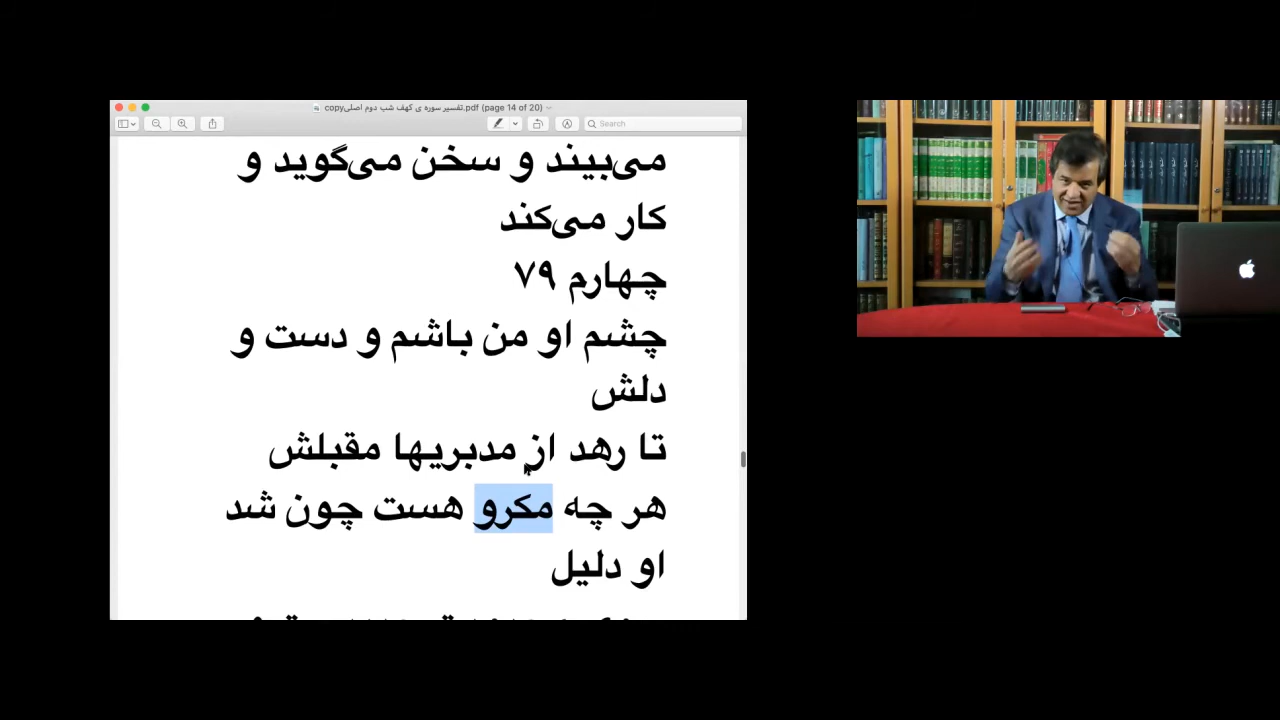 copyتفسیر سوره ی کهف شب دوم اصلی.pdf (page 14 of 20)
Search
می‌بیند و سخن می‌گوید و
کار می‌کند
چهارم ۷۹
چشم او من باشم و دست و
دلش
تا رهد از مدبریها مقبلش
هر چه مکرو هست چون شد
او دلیل